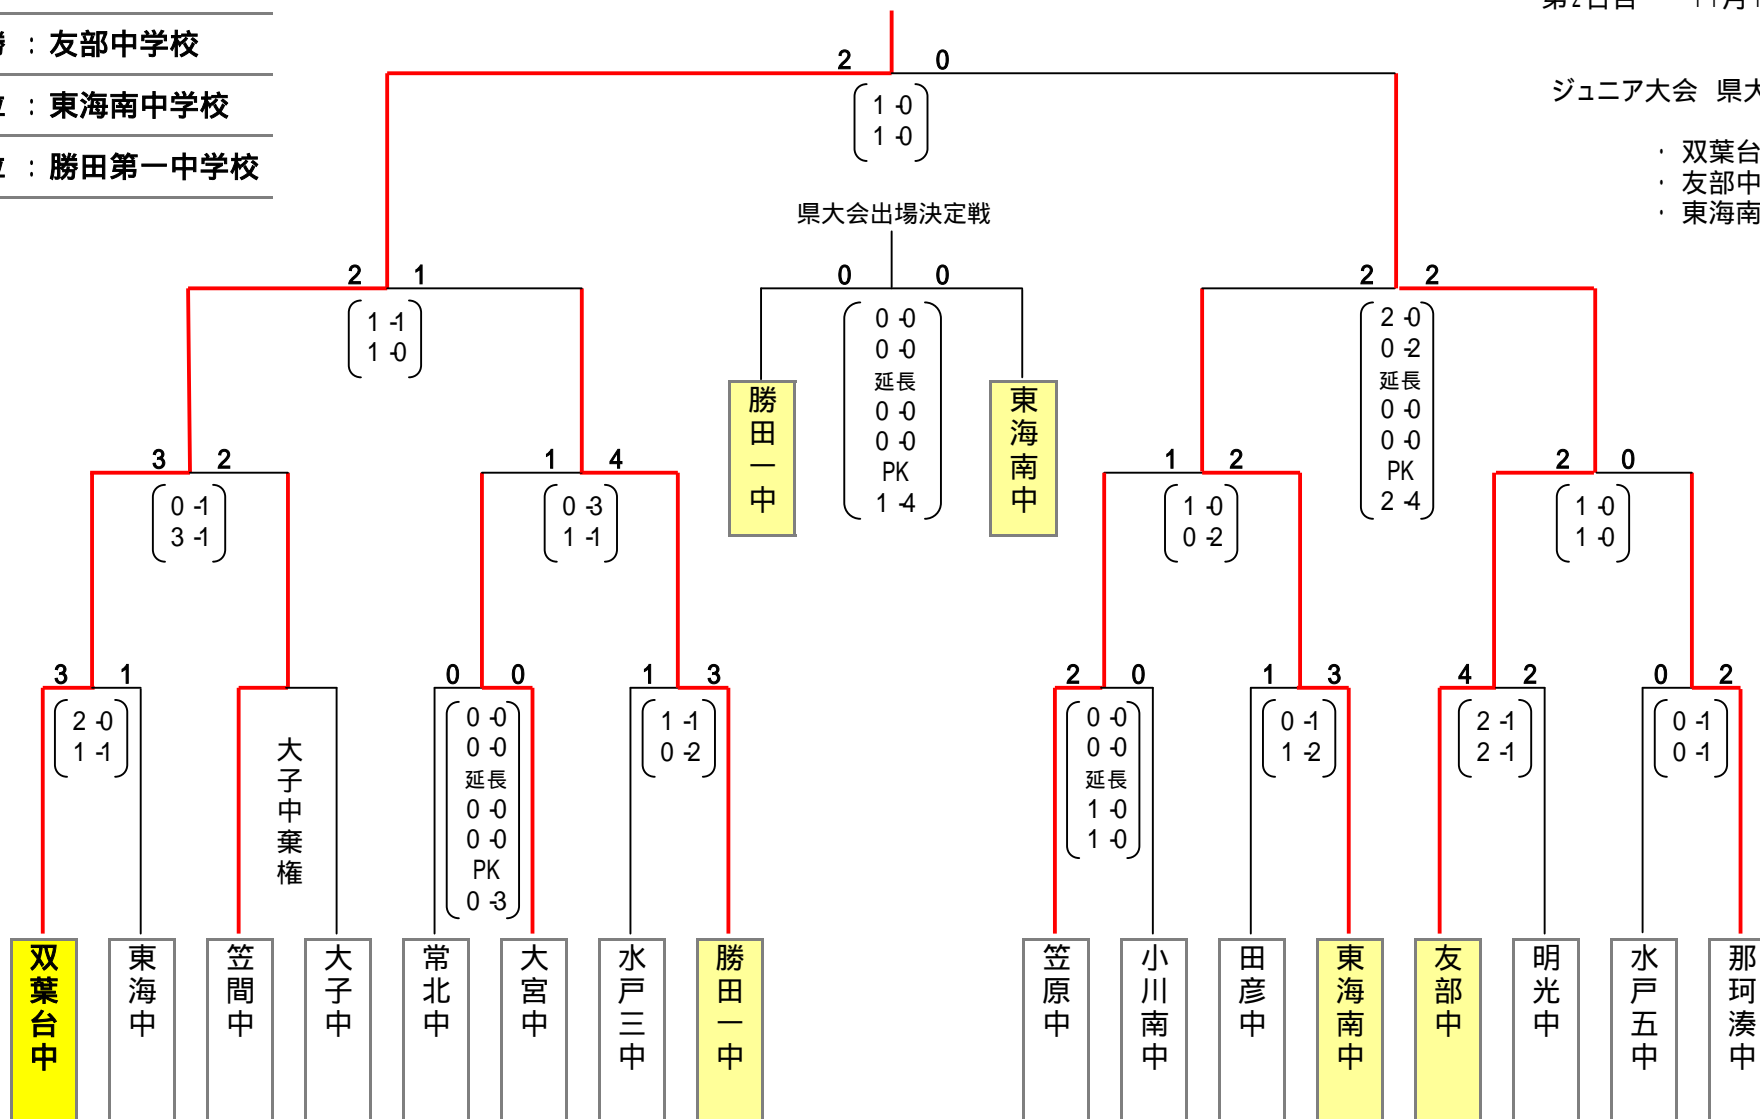 勝 : 友部中学校
位 : 東海南中学校
位 : 勝田第一中学校
第2日目 11月1
ジュニア大会 県大
・ 双葉台
・ 友部中
・ 東海南
2 0
1 -0
1 -0
県大会出場決定戦
2 1
1 -1
1 -0
0 0
0 -0
0 -0
延長
0 -0
0 -0
PK
1 -4
勝田一中
東海南中
2 2
2 -0
0 -2
延長
0 -0
0 -0
PK
2 -4
3 2
0 -1
3 -1
1 4
0 -3
1 -1
1 2
1 -0
0 -2
2 0
1 -0
1 -0
3 1
2 -0
1 -1
大子中棄権
0 0
0 -0
0 -0
延長
0 -0
0 -0
PK
0 -3
1 3
1 -1
0 -2
2 0
0 -0
0 -0
延長
1 -0
1 -0
1 3
0 -1
1 -2
4 2
2 -1
2 -1
0 2
0 -1
0 -1
双葉台中
東海中
笠間中
大子中
常北中
大宮中
水戸三中
勝田一中
笠原中
小川南中
田彦中
東海南中
友部中
明光中
水戸五中
那珂湊中